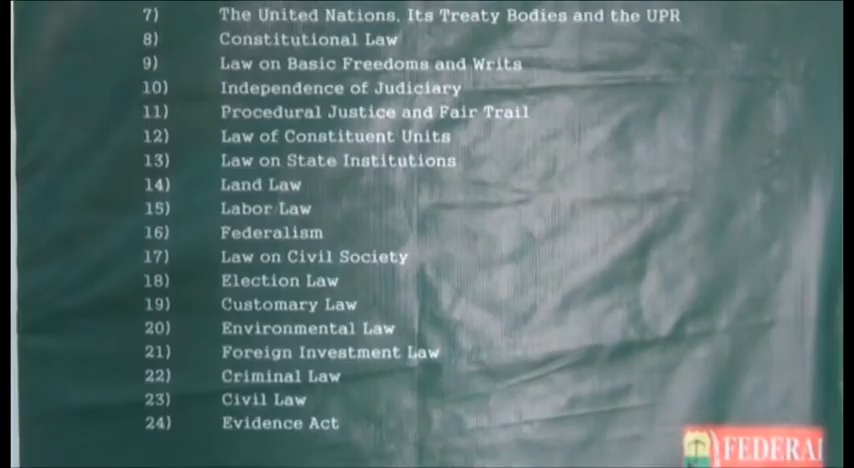 7) The United Nations, Its Treaty Bodies and the UPR
8) Constitutional Law
9) Law on Basic Freedoms and Writs
10) Independence of Judiciary
11) Procedural Justice and Fair Trail
12) Law of Constituent Units
13) Law on State Institutions
14) Land Law
15) Labor Law
16) Federalism
17) Law on Civil Society
18) Election Law
19) Customary Law
20) Environmental Law
21) Foreign Investment Law
22) Criminal Law
23) Civil Law
24) Evidence Act
FEDERAL